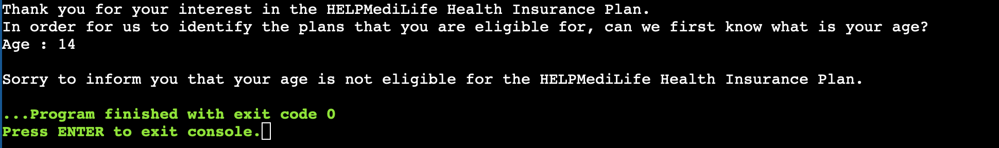 Thank you for your interest in the HELPMediLife Health Insurance Plan.
In order for us to identify the plans that you are eligible for, can we first know what is your age?
Age : 14
Sorry to inform you that your age is not eligible for the HELPMediLife Health Insurance Plan.
...Program finished with exit code 0
Press ENTER to exit console.